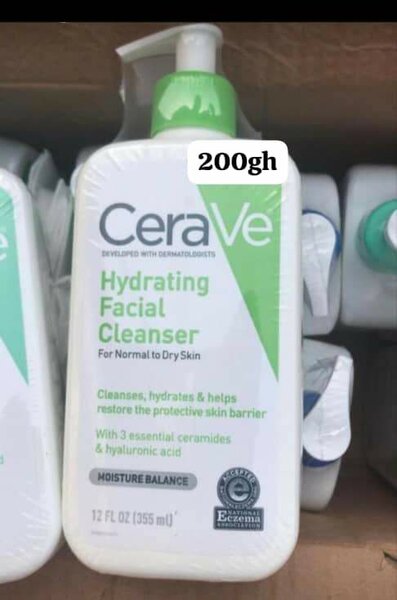 200gh
CeraVe
DEVELOPED WITH DERMATOLOGISTS
Hydrating
Facial
Cleanser
For Normal to Dry Skin
Cleanses, hydrates & helps
restore the protective skin barrier
With 3 essential ceramides
& hyaluronic acid
MOISTURE BALANCE
12 FL OZ (355 ml)
ACCEPTED
e
NATIONAL
Eczema
ASSOCIATION
e